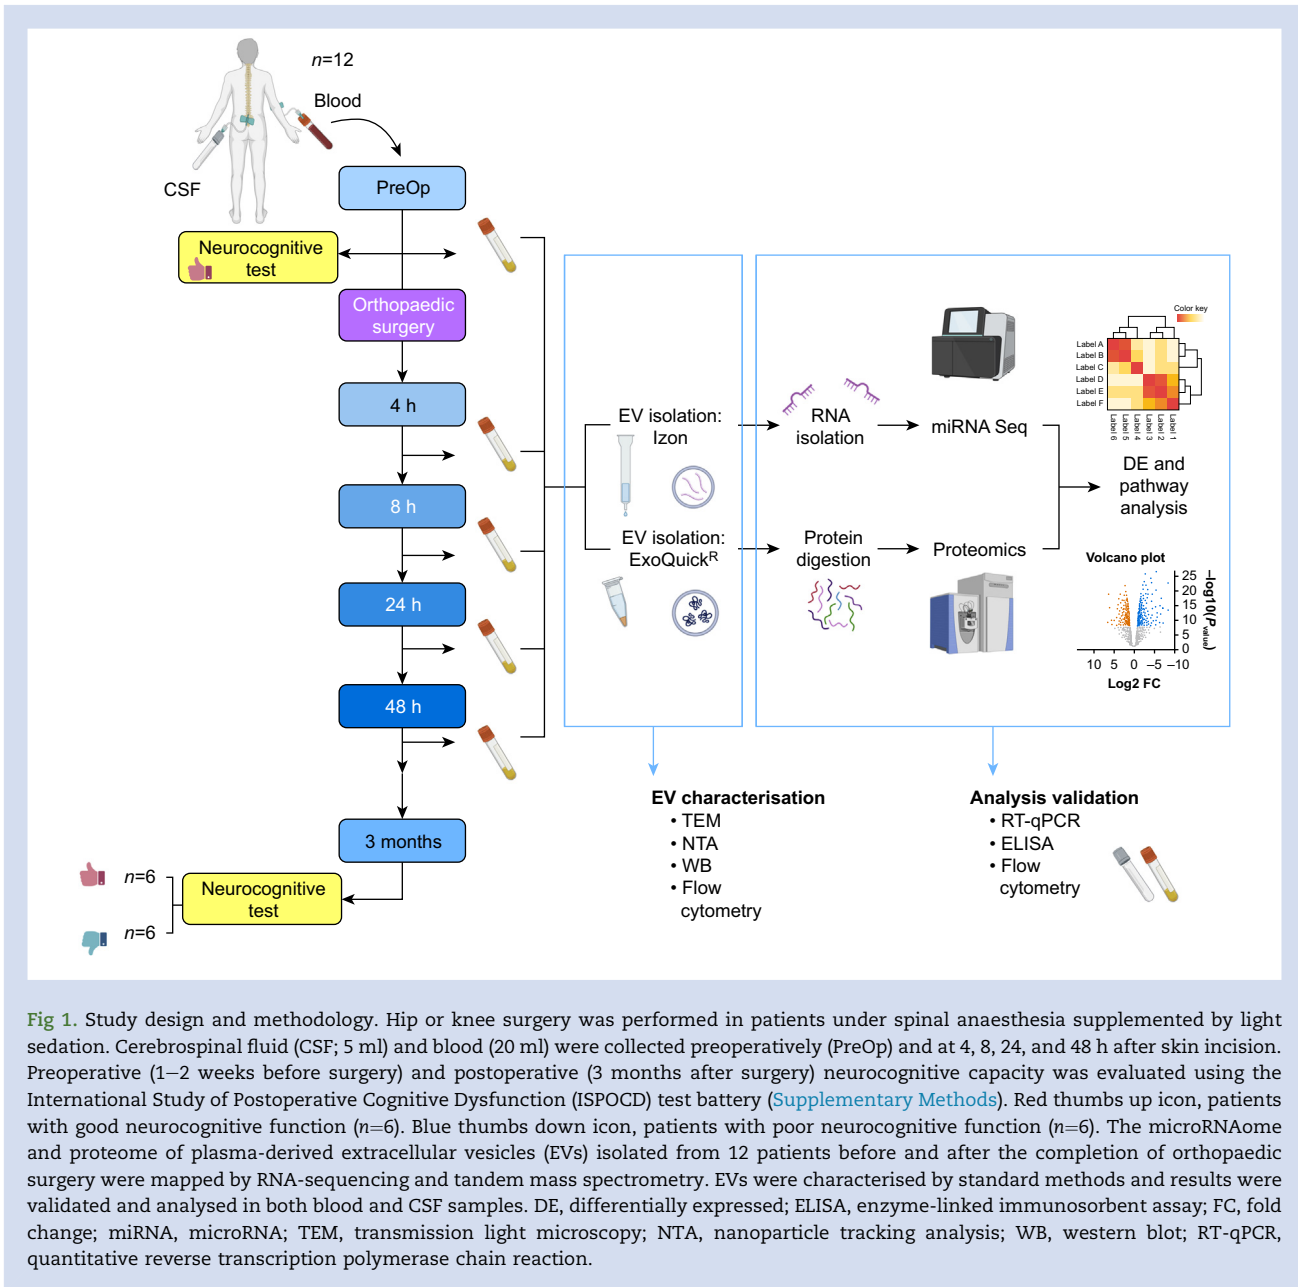 n=12
Blood
CSF
PreOp
Neurocognitive
test
Orthopaedic
surgery
4 h
8 h
24 h
48 h
3 months
n=6
n=6
Neurocognitive
test
EV isolation:
Izon
EV isolation:
ExoQuickR
RNA
isolation
miRNA Seq
Protein
digestion
Proteomics
Color key
Label A
Label B
Label C
Label D
Label E
Label F
Label 6
Label 5
Label 4
Label 3
Label 2
Label 1
DE and
pathway
analysis
Volcano plot
25
20
15
10
5
0
–log10(Pvalue)
10 5 0 –5 –10
Log2 FC
EV characterisation
• TEM
• NTA
• WB
• Flow
cytometry
Analysis validation
• RT-qPCR
• ELISA
• Flow
cytometry
Fig 1. Study design and methodology. Hip or knee surgery was performed in patients under spinal anaesthesia supplemented by light
sedation. Cerebrospinal fluid (CSF; 5 ml) and blood (20 ml) were collected preoperatively (PreOp) and at 4, 8, 24, and 48 h after skin incision.
Preoperative (1–2 weeks before surgery) and postoperative (3 months after surgery) neurocognitive capacity was evaluated using the
International Study of Postoperative Cognitive Dysfunction (ISPOCD) test battery (Supplementary Methods). Red thumbs up icon, patients
with good neurocognitive function (n=6). Blue thumbs down icon, patients with poor neurocognitive function (n=6). The microRNAome
and proteome of plasma-derived extracellular vesicles (EVs) isolated from 12 patients before and after the completion of orthopaedic
surgery were mapped by RNA-sequencing and tandem mass spectrometry. EVs were characterised by standard methods and results were
validated and analysed in both blood and CSF samples. DE, differentially expressed; ELISA, enzyme-linked immunosorbent assay; FC, fold
change; miRNA, microRNA; TEM, transmission light microscopy; NTA, nanoparticle tracking analysis; WB, western blot; RT-qPCR,
quantitative reverse transcription polymerase chain reaction.